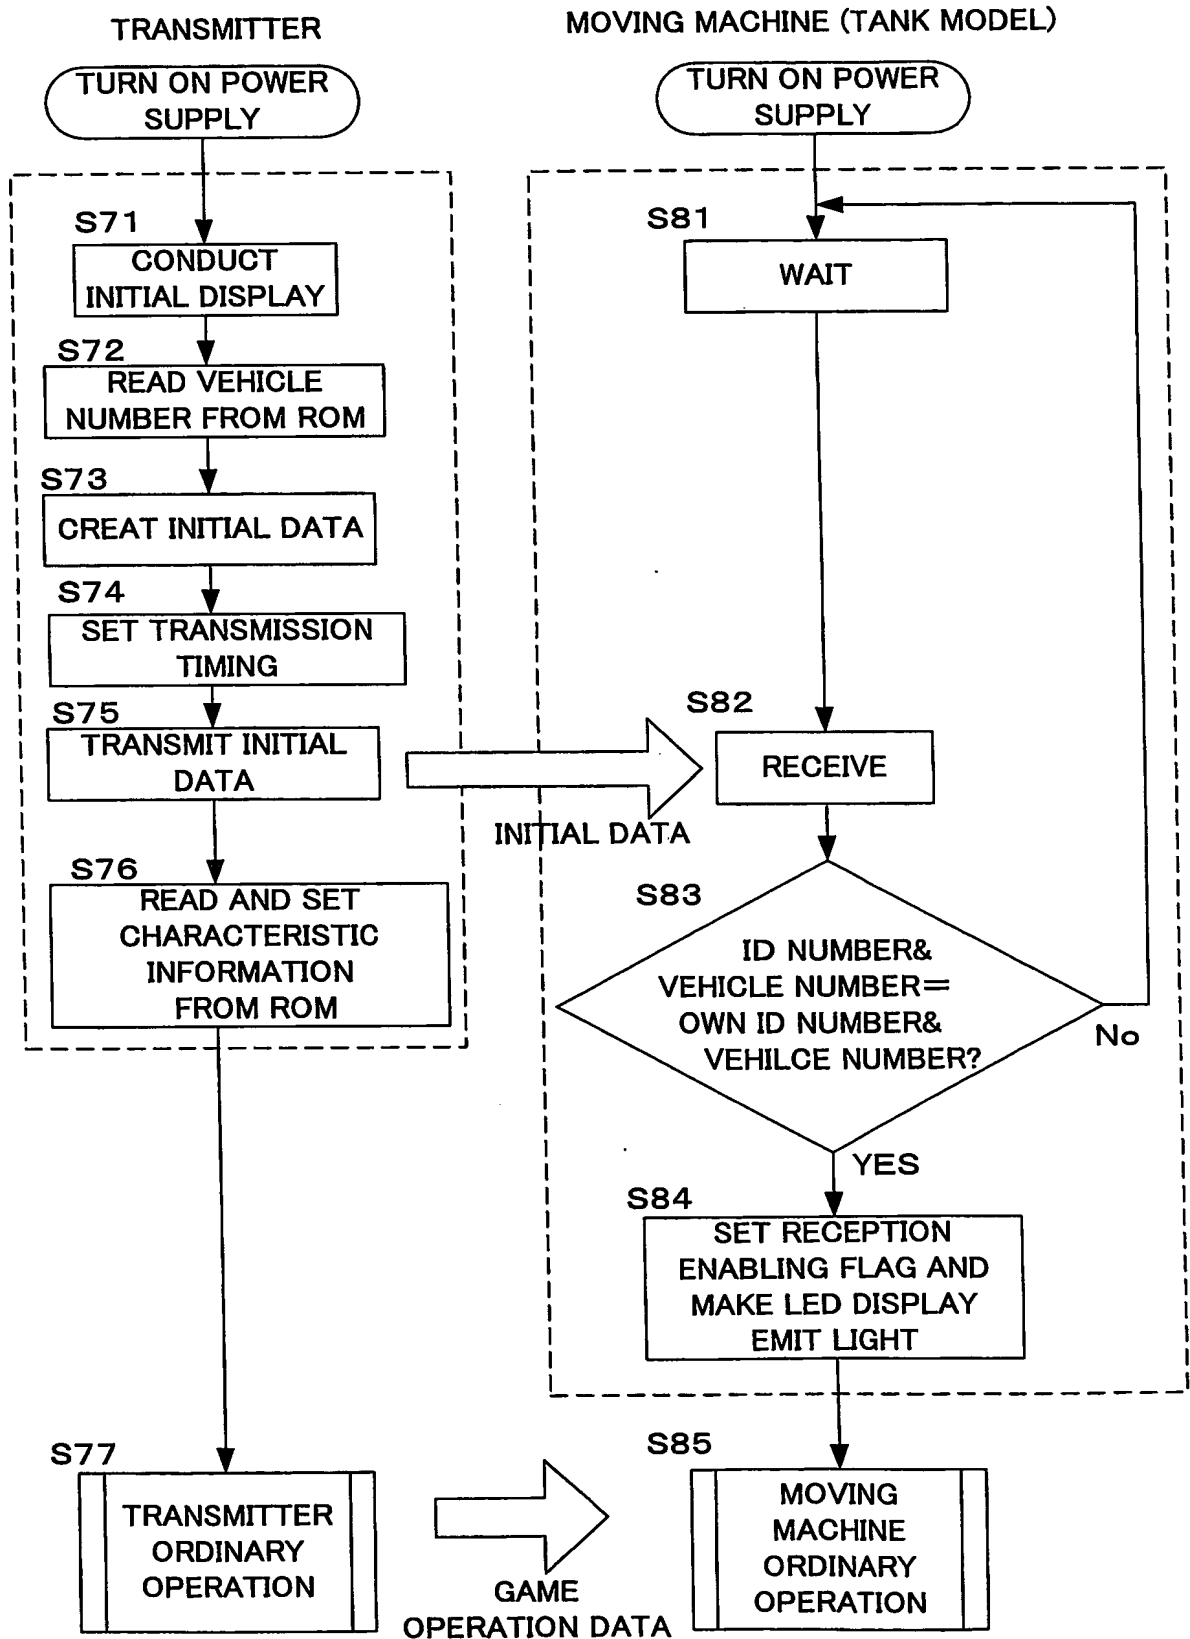 TRANSMITTER
TURN ON POWER
SUPPLY
S71
CONDUCT
INITIAL DISPLAY
S72
READ VEHICLE
NUMBER FROM ROM
S73
CREAT INITIAL DATA
S74
SET TRANSMISSION
TIMING
S75
TRANSMIT INITIAL
DATA
INITIAL DATA
S76
READ AND SET
CHARACTERISTIC
INFORMATION
FROM ROM
S77
TRANSMITTER
ORDINARY
OPERATION
GAME
OPERATION DATA
MOVING MACHINE (TANK MODEL)
TURN ON POWER
SUPPLY
S81
WAIT
S82
RECEIVE
S83
ID NUMBER&
VEHICLE NUMBER=
OWN ID NUMBER&
VEHILCE NUMBER?
No
YES
S84
SET RECEPTION
ENABLING FLAG AND
MAKE LED DISPLAY
EMIT LIGHT
S85
MOVING
MACHINE
ORDINARY
OPERATION